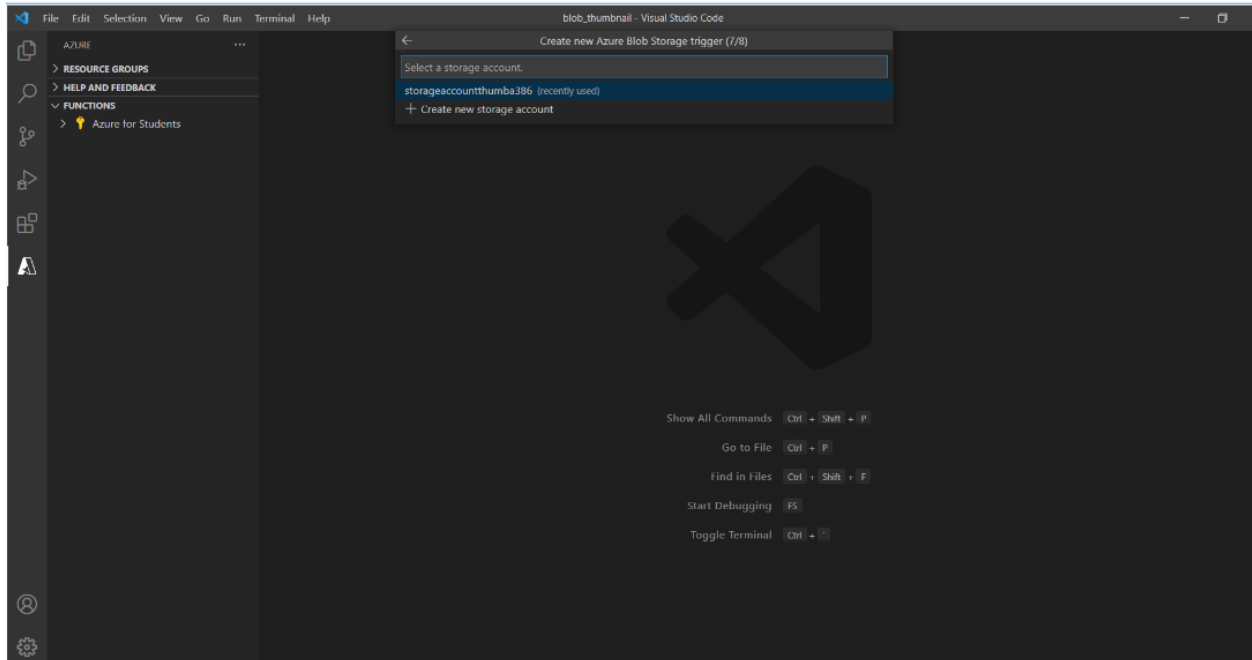 File Edit Selection View Go Run Terminal Help blob_thumbnail - Visual Studio Code
AZURE ...
Create new Azure Blob Storage trigger (7/8)
Select a storage account.
storageaccountthumba386 (recently used)
+ Create new storage account
> RESOURCE GROUPS
> HELP AND FEEDBACK
FUNCTIONS
> Azure for Students
Show All Commands Ctrl + Shift + P
Go to File Ctrl + P
Find in Files Ctrl + Shift + F
Start Debugging F5
Toggle Terminal Ctrl + `